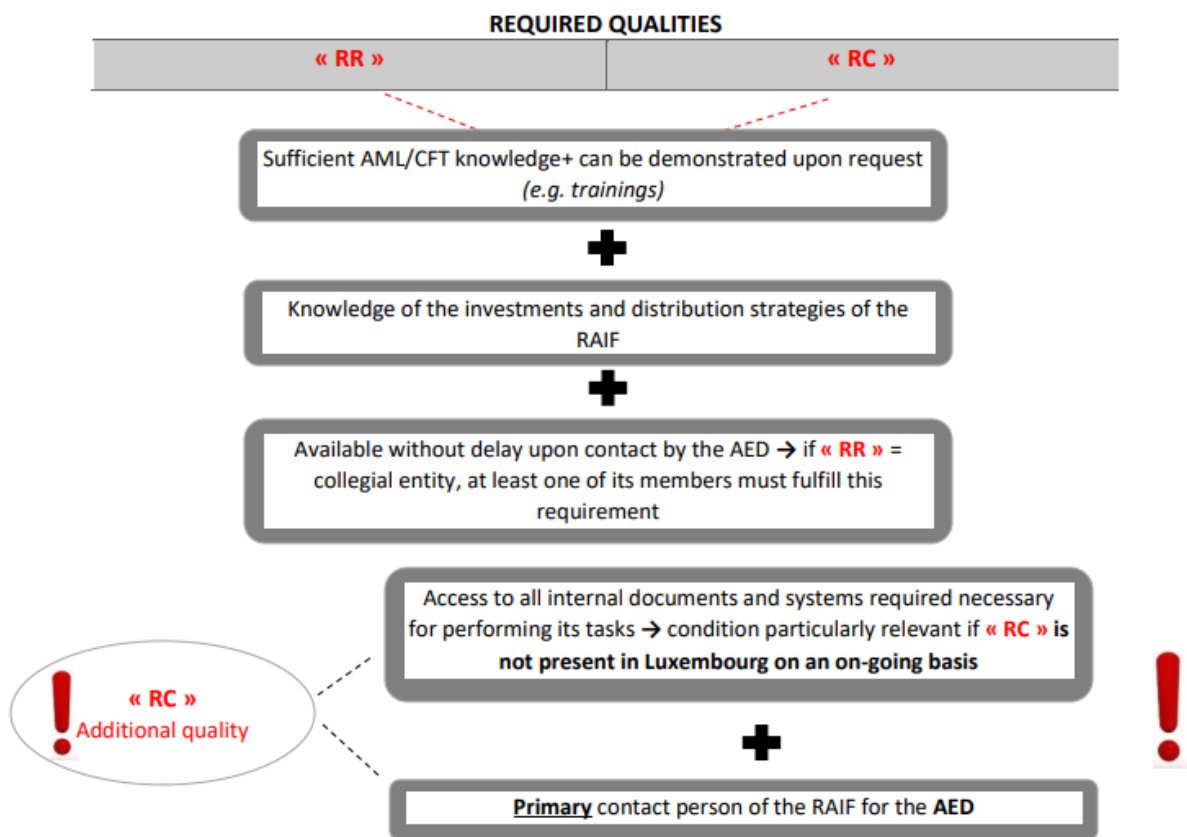 REQUIRED QUALITIES
« RR »
« RC »
Sufficient AML/CFT knowledge+ can be demonstrated upon request
(e.g. trainings)
Knowledge of the investments and distribution strategies of the
RAIF
Available without delay upon contact by the AED → if « RR » =
collegial entity, at least one of its members must fulfill this
requirement
Access to all internal documents and systems required necessary
for performing its tasks → condition particularly relevant if « RC » is
not present in Luxembourg on an on-going basis
« RC »
Additional quality
Primary contact person of the RAIF for the AED